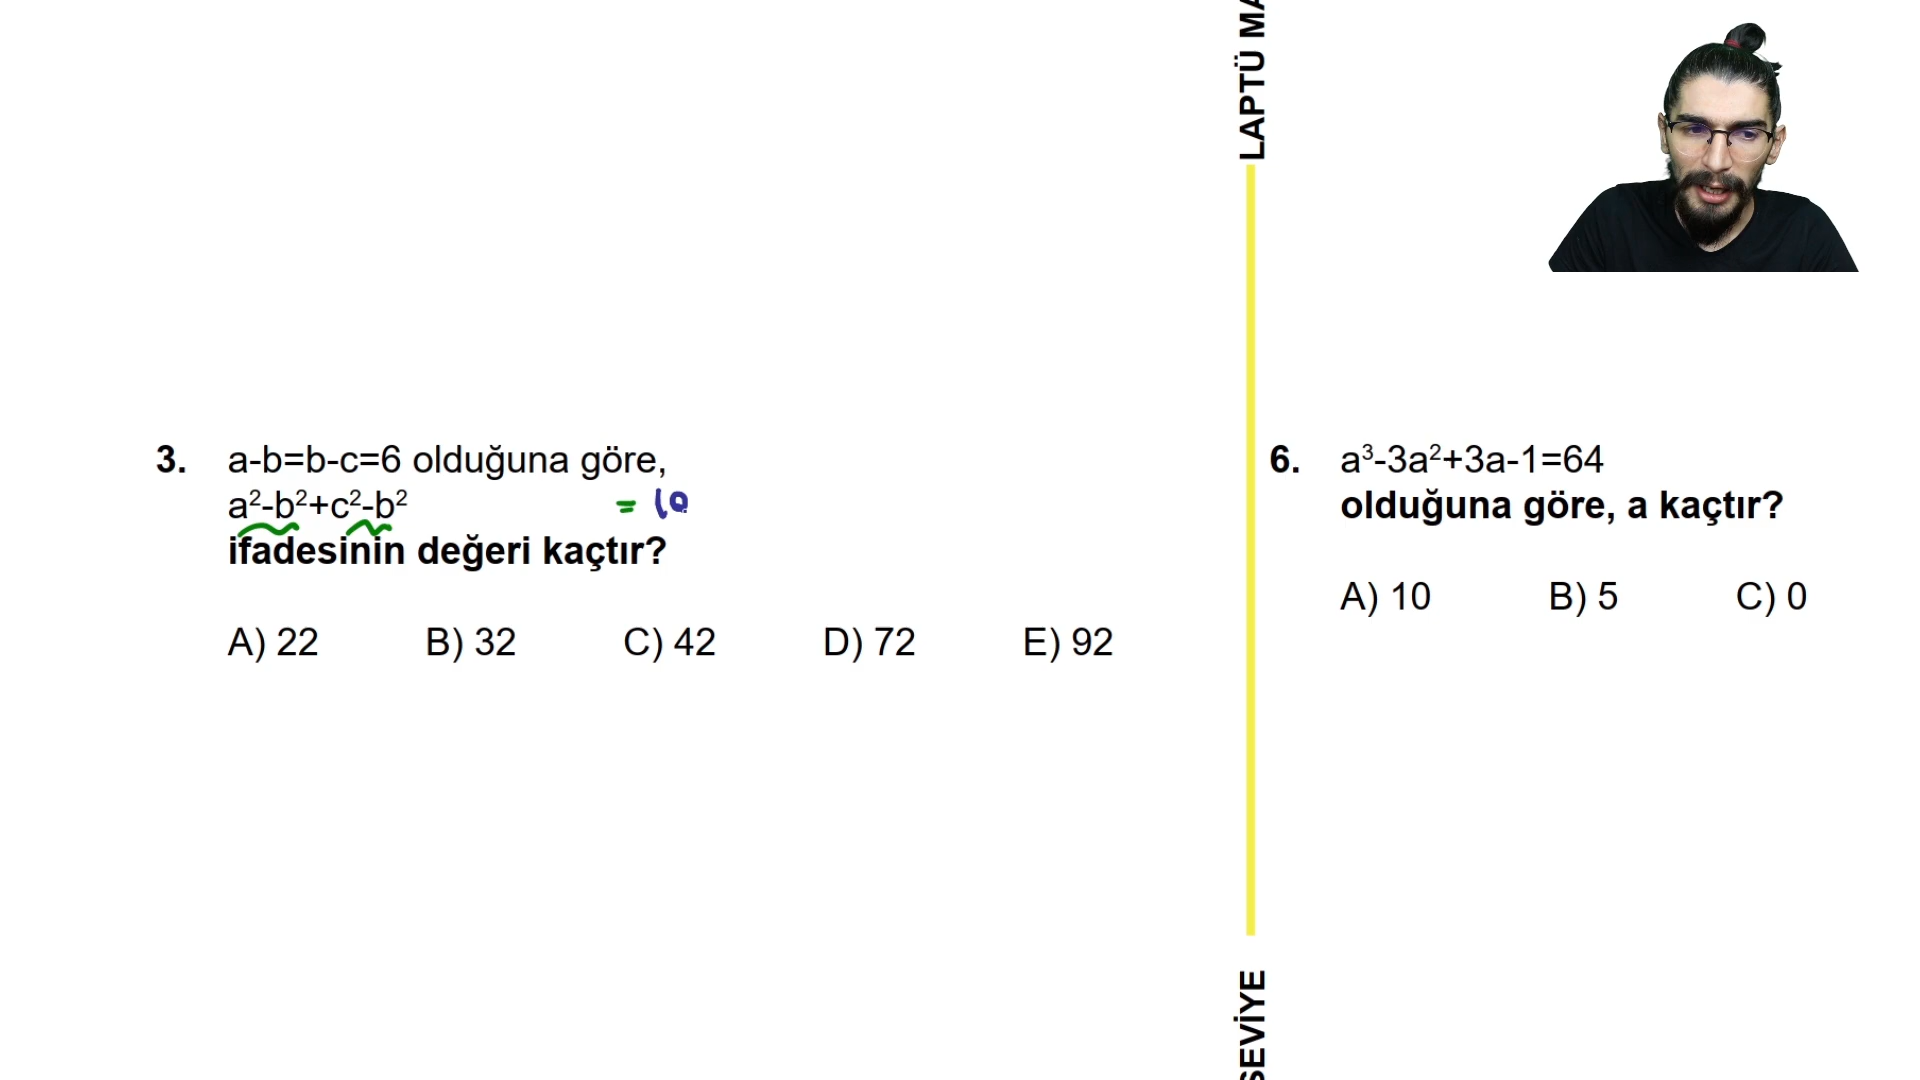 3. a-b=b-c=6 olduğuna göre,
a²-b²+c²-b² =
ifadesinin değeri kaçtır?
A) 22 B) 32 C) 42 D) 72 E) 92
LAPTÜ
SEVİYE
6. a³-3a²+3a-1=64
olduğuna göre, a kaçtır?
A) 10 B) 5 C) 0